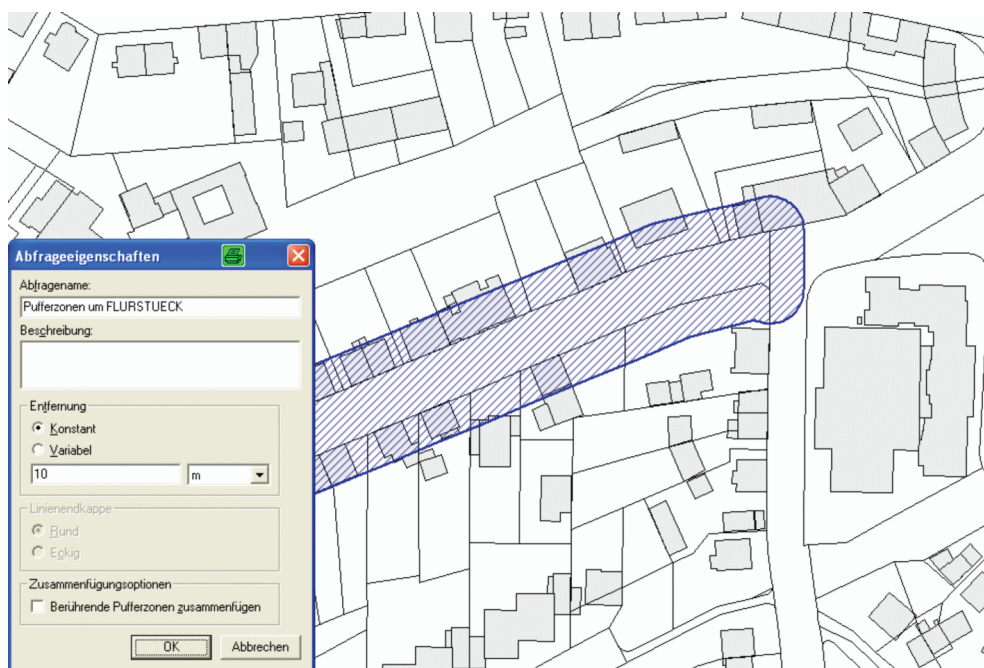 Abfrageeigenschaften
Abfragename:
Pufferzonen um FLURSTUECK
Beschreibung:
Entfernung
Konstant
Variabel
10 m
Linienendkappe
Rund
Eckig
Zusammenfügungsoptionen
Berührende Pufferzonen zusammenfügen
OK Abbrechen